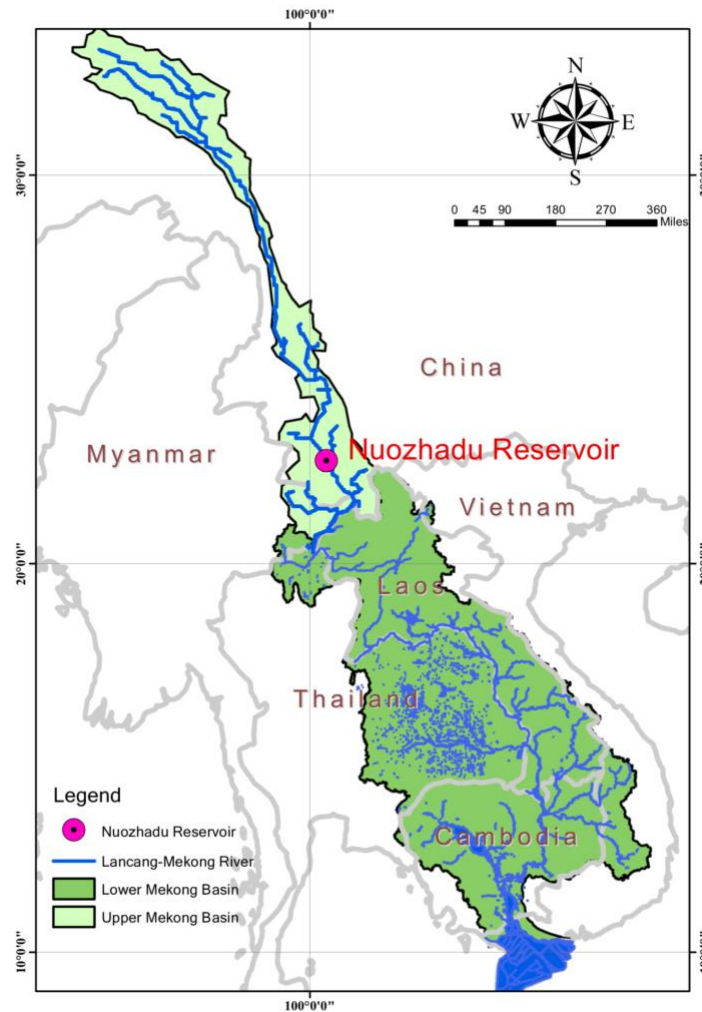 100°0'0"
N
W E
S
0 45 90 180 270 360
Miles
30°0'0"
China
Myanmar
Nuozhadu Reservoir
Vietnam
20°0'0"
Laos
Thailand
Cambodia
Legend
Nuozhadu Reservoir
Lancang-Mekong River
Lower Mekong Basin
Upper Mekong Basin
10°0'0"
100°0'0"